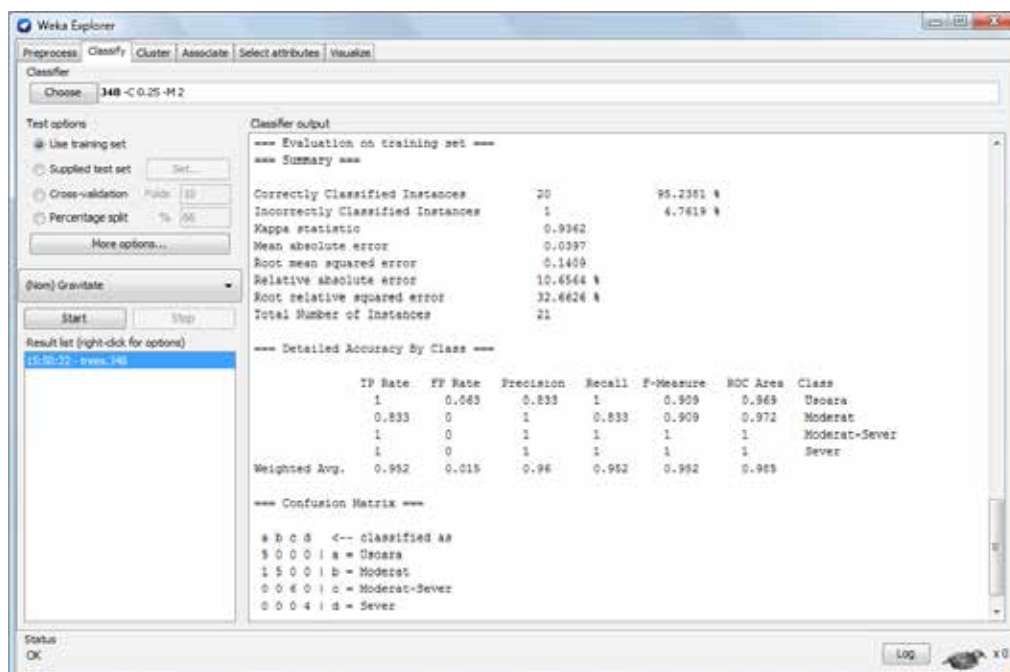 Weka Explorer
Preprocess Classify Cluster Associate Select attributes Visualize
Classifier
Choose J48 -C 0.25 -M 2
Test options
Use training set
Supplied test set Set...
Cross-validation Folds 10
Percentage split % 66
More options...
(Nom) Gravitate
Start Stop
Result list (right-click for options)
15:50:32 - trees.J48
Classifier output
=== Evaluation on training set ===
=== Summary ===
Correctly Classified Instances 20 95.2381 %
Incorrectly Classified Instances 1 4.7619 %
Kappa statistic 0.9362
Mean absolute error 0.0397
Root mean squared error 0.1409
Relative absolute error 10.6564 %
Root relative squared error 32.6626 %
Total Number of Instances 21
=== Detailed Accuracy By Class ===
TP Rate FP Rate Precision Recall F-Measure ROC Area Class
1 0.063 0.833 1 0.909 0.969 Usoara
0.833 0 1 0.833 0.909 0.972 Moderat
1 0 1 1 1 1 Moderat-Sever
1 0 1 1 1 1 Sever
Weighted Avg. 0.952 0.015 0.96 0.952 0.952 0.985
=== Confusion Matrix ===
a b c d <-- classified as
5 0 0 0 | a = Usoara
1 5 0 0 | b = Moderat
0 0 6 0 | c = Moderat-Sever
0 0 0 4 | d = Sever
Status
OK
Log
x 0